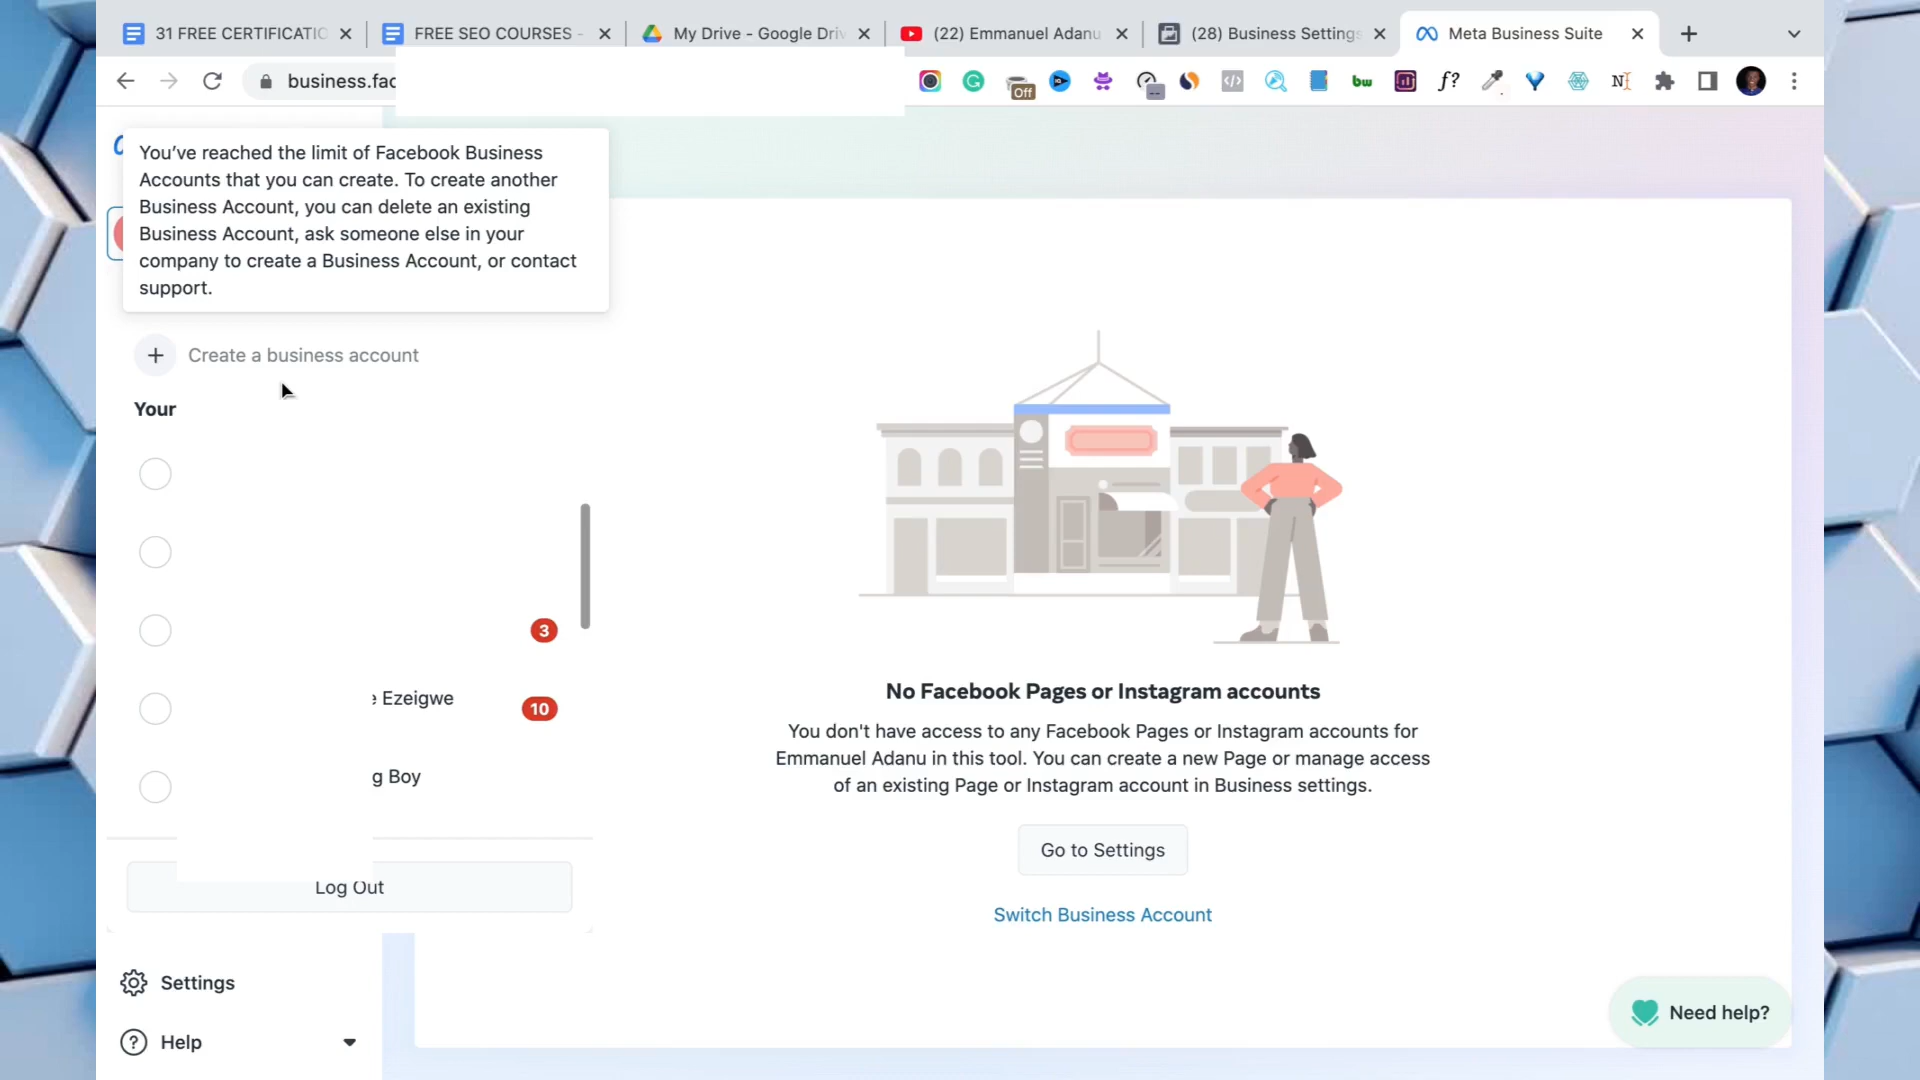 31 FREE CERTIFICATIO
FREE SEO COURSES -
My Drive - Google Driv
(22) Emmanuel Adanu
(28) Business Settings
Meta Business Suite
business.fac
Off
bw
f?
You've reached the limit of Facebook Business
Accounts that you can create. To create another
Business Account, you can delete an existing
Business Account, ask someone else in your
company to create a Business Account, or contact
support.
Create a business account
Your
3
Ezeigwe
10
g Boy
Log Out
Settings
Help
No Facebook Pages or Instagram accounts
You don't have access to any Facebook Pages or Instagram accounts for
Emmanuel Adanu in this tool. You can create a new Page or manage access
of an existing Page or Instagram account in Business settings.
Go to Settings
Switch Business Account
Need help?